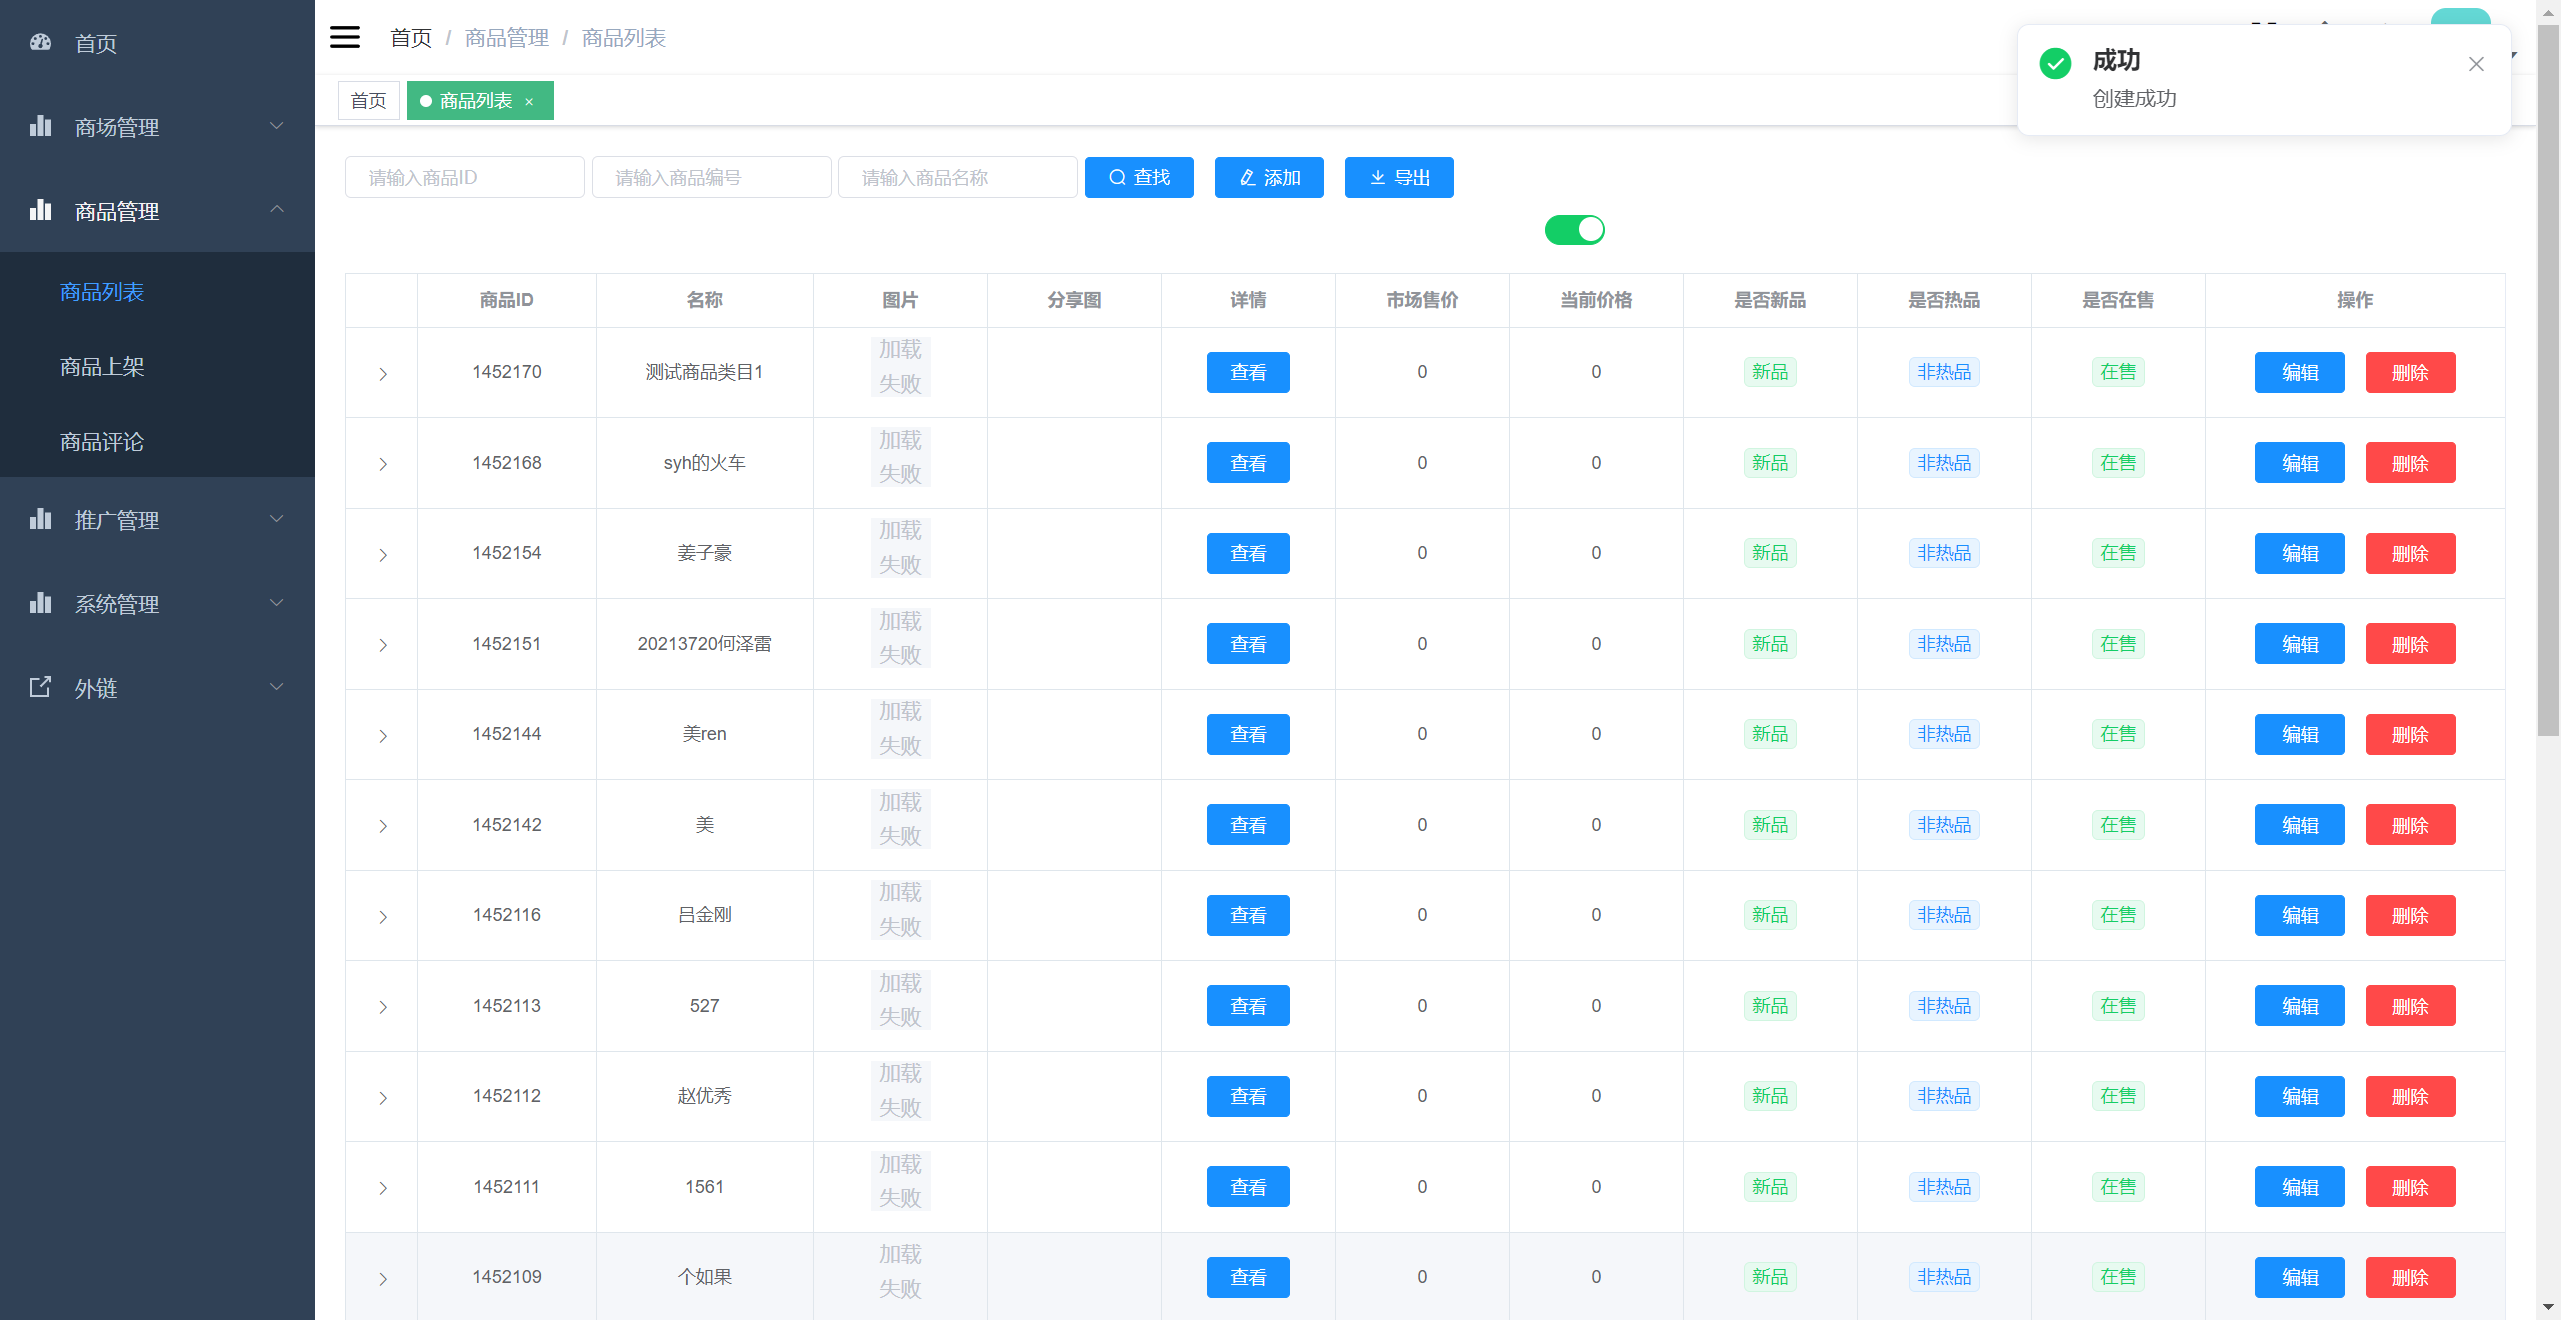 首页
商场管理
商品管理
商品列表
商品上架
商品评论
推广管理
系统管理
外链
首页 / 商品管理 / 商品列表
首页 商品列表 ×
成功
创建成功
请输入商品ID 请输入商品编号 请输入商品名称 查找 添加 导出
商品ID 名称 图片 分享图 详情 市场售价 当前价格 是否新品 是否热品 是否在售 操作
1452170 测试商品类目1 加载失败 查看 0 0 新品 非热品 在售 编辑 删除
1452168 syh的火车 加载失败 查看 0 0 新品 非热品 在售 编辑 删除
1452154 姜子豪 加载失败 查看 0 0 新品 非热品 在售 编辑 删除
1452151 20213720何泽雷 加载失败 查看 0 0 新品 非热品 在售 编辑 删除
1452144 美ren 加载失败 查看 0 0 新品 非热品 在售 编辑 删除
1452142 美 加载失败 查看 0 0 新品 非热品 在售 编辑 删除
1452116 吕金刚 加载失败 查看 0 0 新品 非热品 在售 编辑 删除
1452113 527 加载失败 查看 0 0 新品 非热品 在售 编辑 删除
1452112 赵优秀 加载失败 查看 0 0 新品 非热品 在售 编辑 删除
1452111 1561 加载失败 查看 0 0 新品 非热品 在售 编辑 删除
1452109 个如果 加载失败 查看 0 0 新品 非热品 在售 编辑 删除